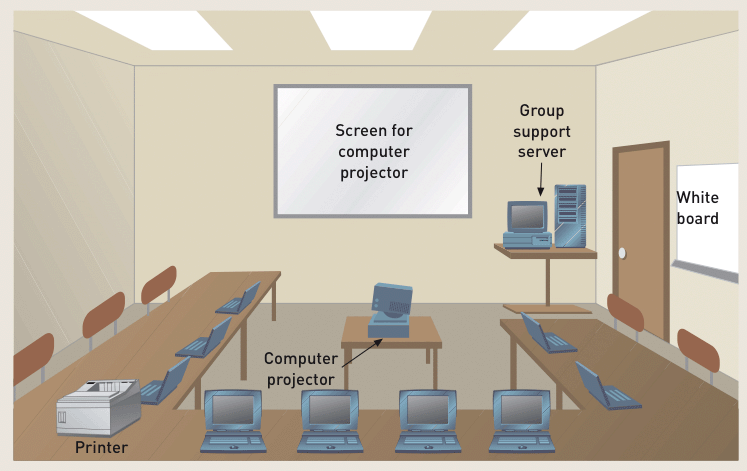 Screen for
computer
projector
Group
support
server
White
board
Computer
projector
Printer